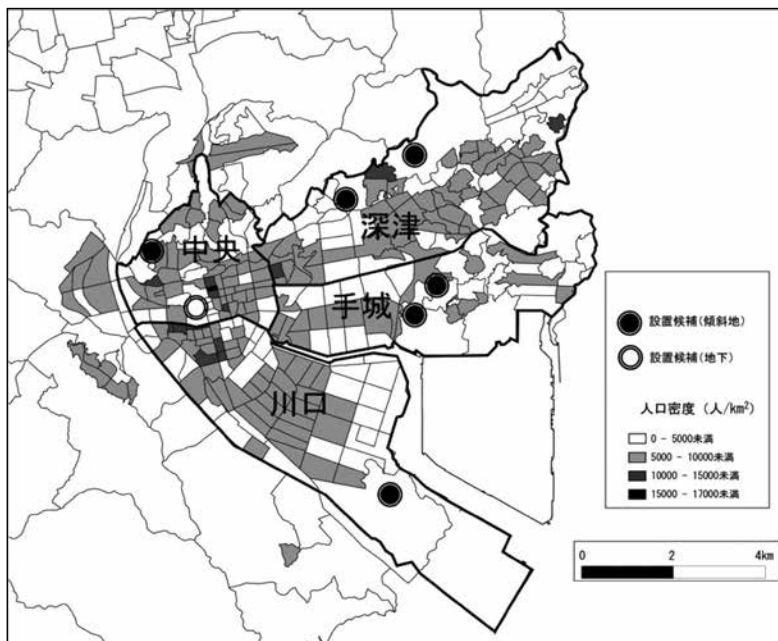 深津
中央
手城
川口
設置候補(傾斜地)
設置候補(地下)
人口密度 (人/km²)
0 - 5000未満
5000 - 10000未満
10000 - 15000未満
15000 - 17000未満
0 2 4km